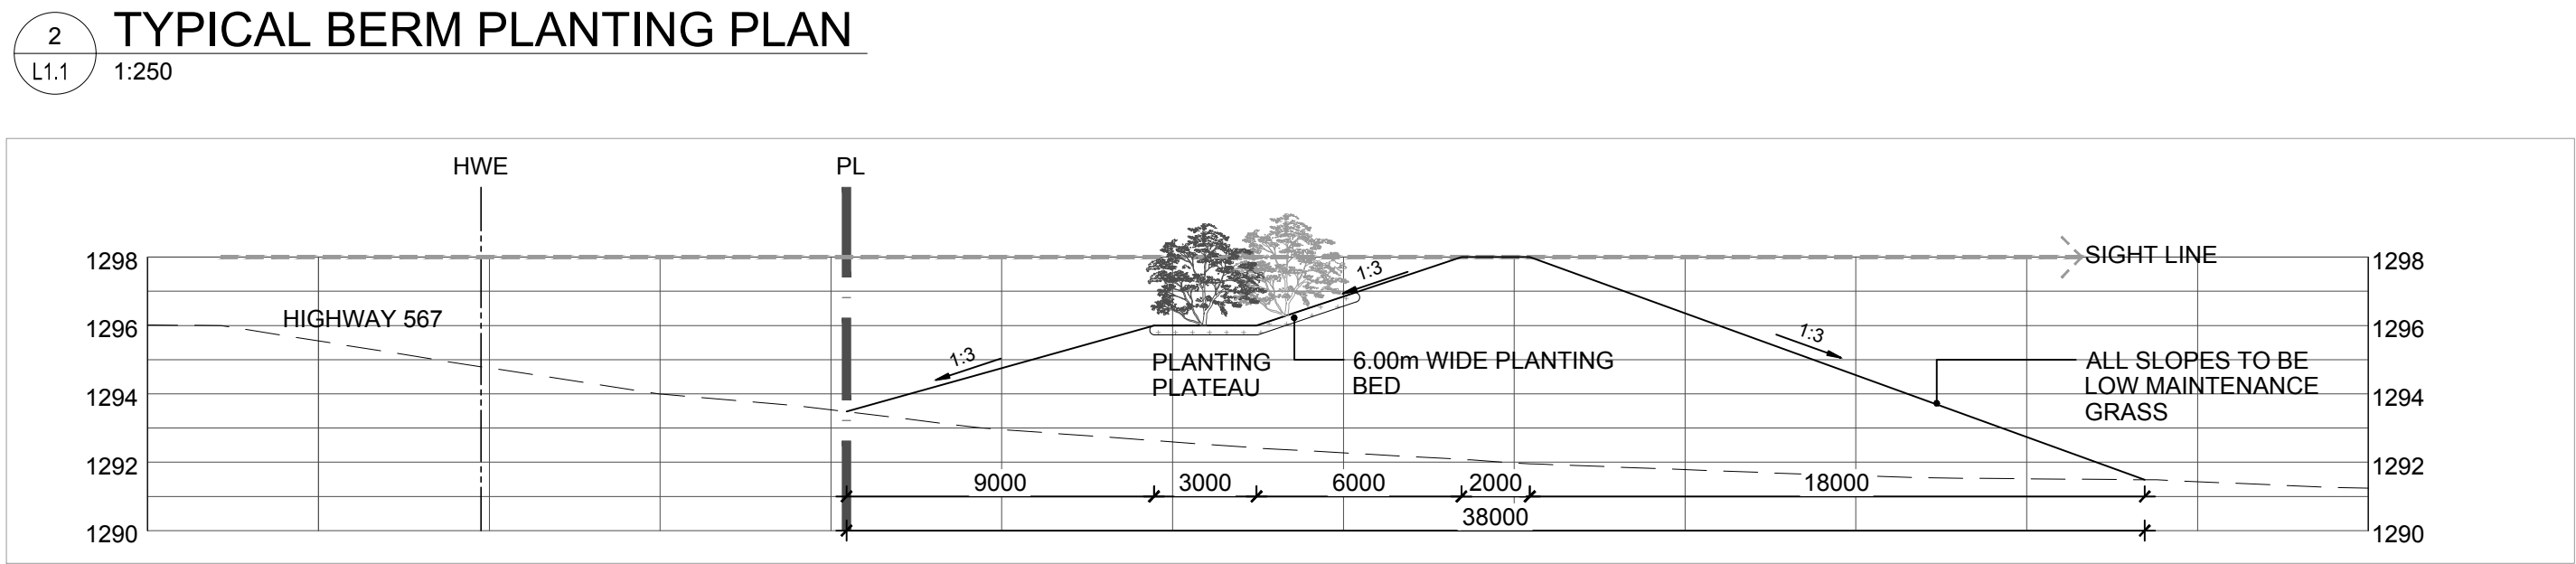 2
L1.1
TYPICAL BERM PLANTING PLAN
1:250
HWE
PL
1298
SIGHT LINE
1298
1:3
HIGHWAY 567
1296
1:3
1296
1:3
PLANTING
PLATEAU
6.00m WIDE PLANTING
BED
ALL SLOPES TO BE
LOW MAINTENANCE
GRASS
1294
1294
1292
1292
9000
3000
6000
2000
18000
38000
1290
1290